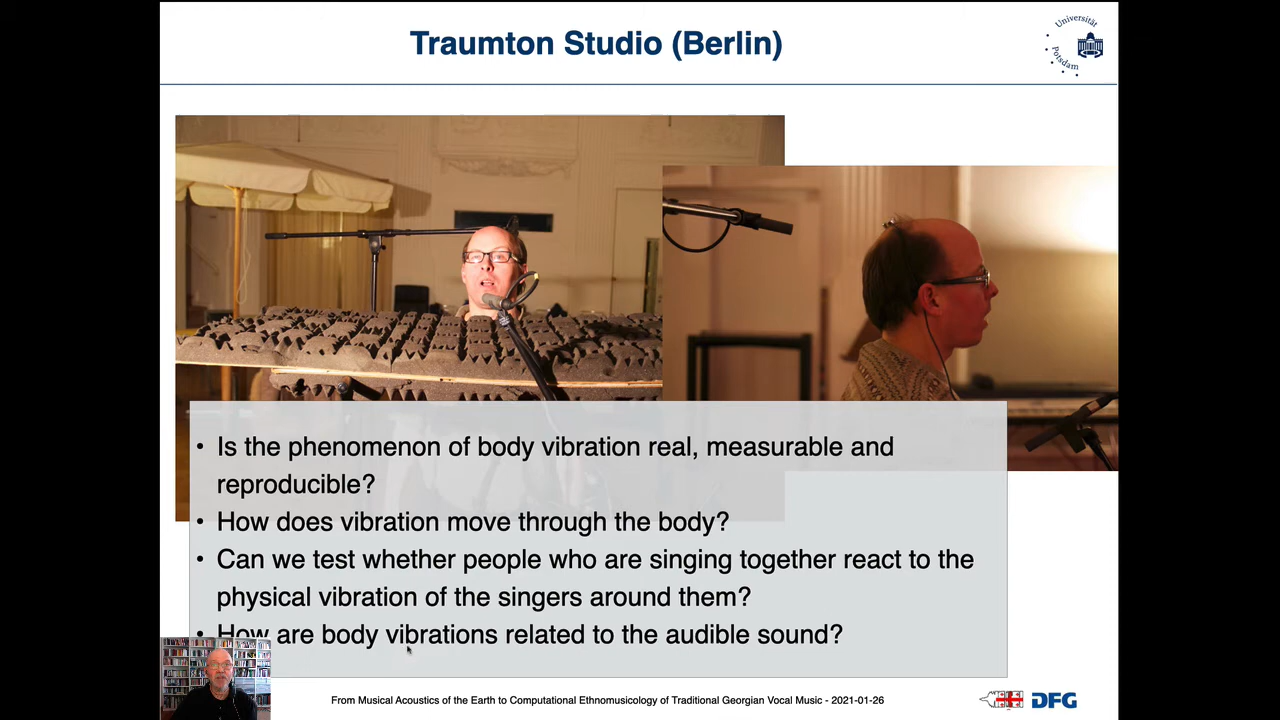 Traumton Studio (Berlin)
Universität
Potsdam
• Is the phenomenon of body vibration real, measurable and
reproducible?
• How does vibration move through the body?
• Can we test whether people who are singing together react to the
physical vibration of the singers around them?
• How are body vibrations related to the audible sound?
From Musical Acoustics of the Earth to Computational Ethnomusicology of Traditional Georgian Vocal Music - 2021-01-26
DFG